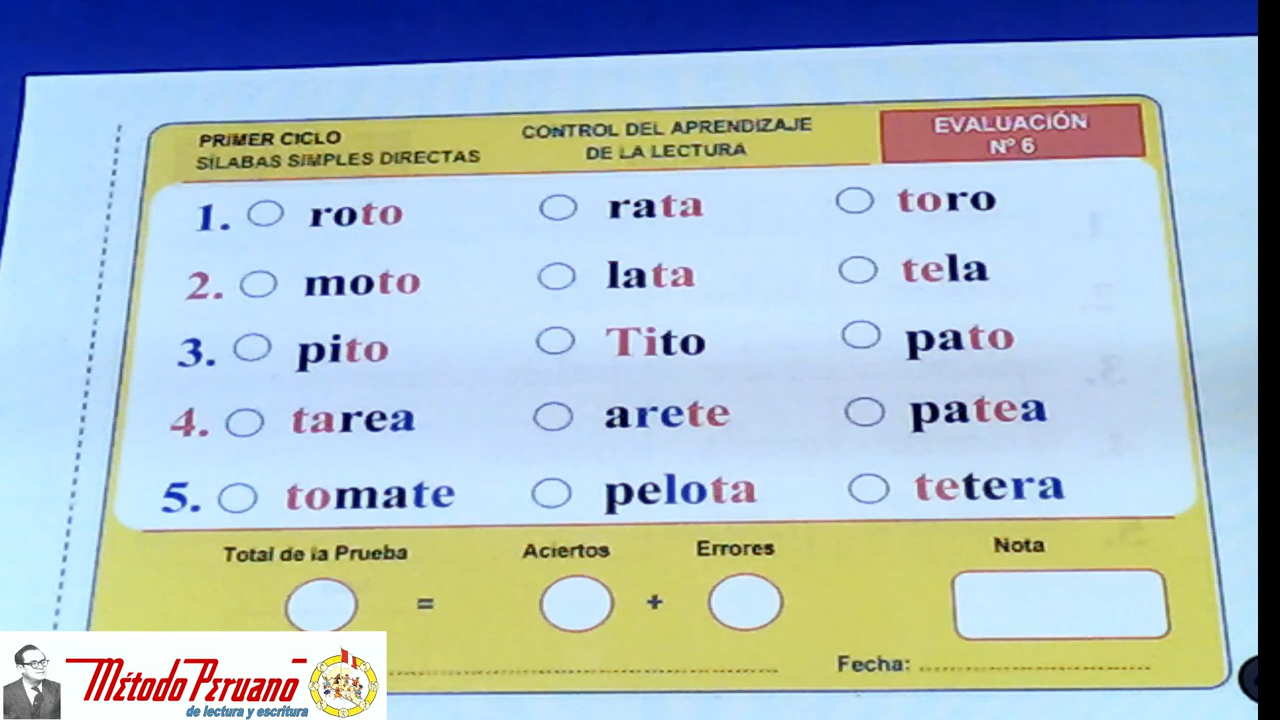 PRIMER CICLO
SÍLABAS SIMPLES DIRECTAS
CONTROL DEL APRENDIZAJE
DE LA LECTURA
EVALUACIÓN
Nº 6
1. roto rata toro
2. moto lata tela
3. pito Tito pato
4. tarea arete patea
5. tomate pelota tetera
Total de la Prueba Aciertos Errores Nota
= +
Fecha:
Método Peruano
de lectura y escritura